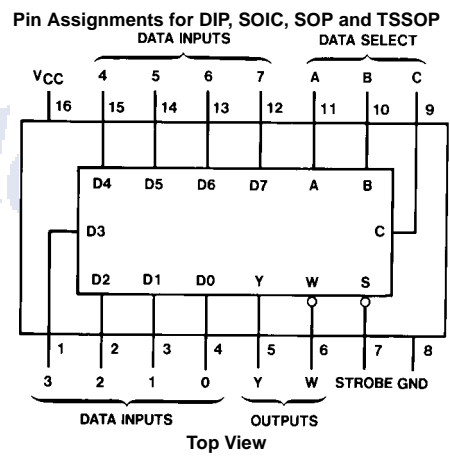 Pin Assignments for DIP, SOIC, SOP and TSSOP
DATA INPUTS DATA SELECT
VCC 4 5 6 7 A B C
16 15 14 13 12 11 10 9
D4 D5 D6 D7 A B
D3 C
D2 D1 D0 Y W S
1 2 3 4 5 6 7 8
3 2 1 0 Y W STROBE GND
DATA INPUTS OUTPUTS
Top View